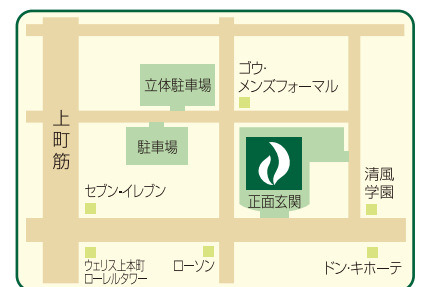 立体駐車場
ゴウ・
メンズフォーマル
上町筋
駐車場
セブン・イレブン
正面玄関
清風
学園
ウェリス上本町
ローレルタワー
ローソン
ドン・キホーテ